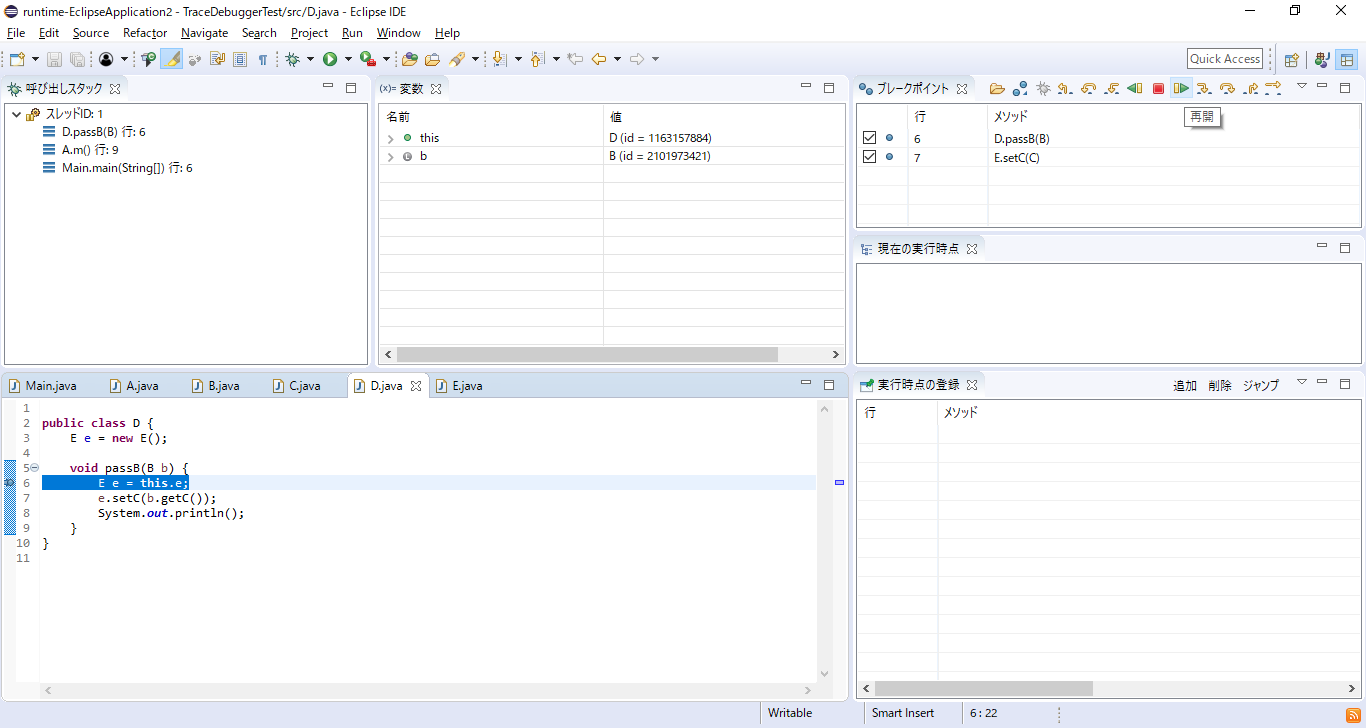 runtime-EclipseApplication2 - TraceDebuggerTest/src/D.java - Eclipse IDE
File Edit Source Refactor Navigate Search Project Run Window Help
Quick Access
呼び出しスタック
スレッドID: 1
D.passB(B) 行: 6
A.m() 行: 9
Main.main(String[]) 行: 6
(x)= 変数
名前 値
this D (id = 1163157884)
b B (id = 2101973421)
ブレークポイント
再開
行 メソッド
6 D.passB(B)
7 E.setC(C)
現在の実行時点
Main.java A.java B.java C.java D.java E.java
1
2 public class D {
3 E e = new E();
4
5 void passB(B b) {
6 E e = this.e;
7 e.setC(b.getC());
8 System.out.println();
9 }
10 }
11
実行時点の登録 追加 削除 ジャンプ
行 メソッド
Writable Smart Insert 6 : 22